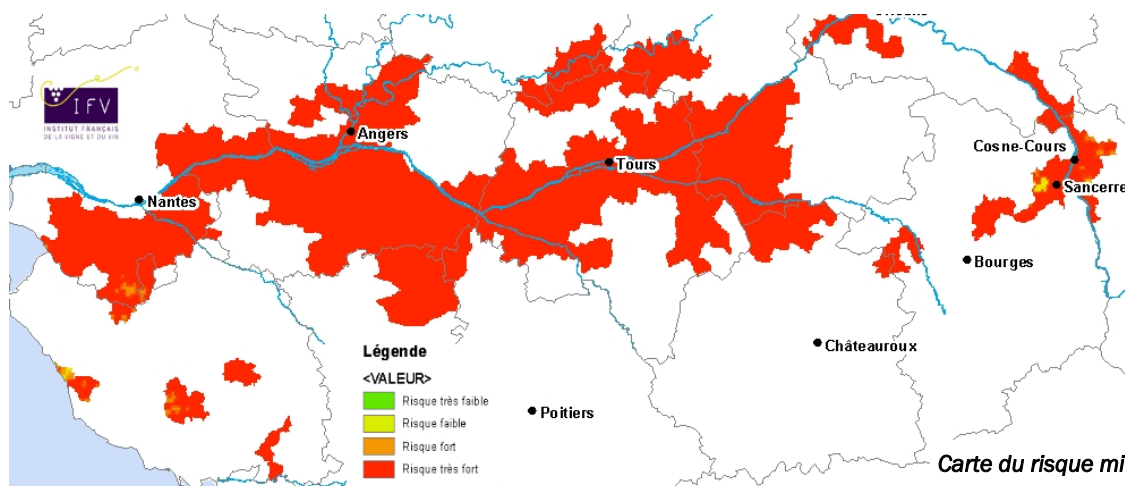 IFV
INSTITUT FRANÇAIS
DE LA VIGNE ET DU VIN
Angers
Cosne-Cours
Tours
Sancerre
Nantes
Bourges
Châteauroux
Poitiers
Légende
<VALEUR>
Risque très faible
Risque faible
Risque fort
Risque très fort
Carte du risque mi